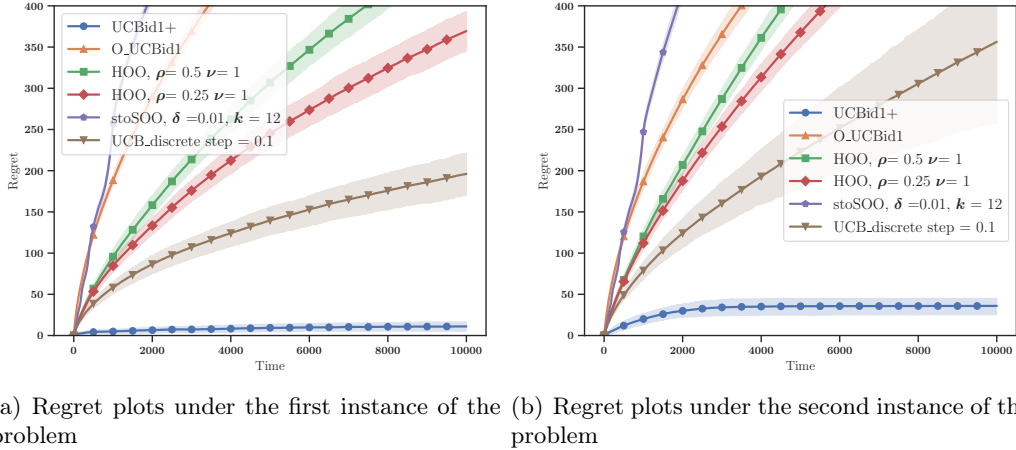 400
350
300
250
200
150
100
50
0
Regret
0 2000 4000 6000 8000 10000
Time
UCBid1+
O_UCBid1
HOO, ρ= 0.5 ν= 1
HOO, ρ= 0.25 ν= 1
stoSOO, δ =0.01, k = 12
UCB_discrete step = 0.1
400
350
300
250
200
150
100
50
0
Regret
0 2000 4000 6000 8000 10000
Time
UCBid1+
O_UCBid1
HOO, ρ= 0.5 ν= 1
HOO, ρ= 0.25 ν= 1
stoSOO, δ =0.01, k = 12
UCB_discrete step = 0.1
a) Regret plots under the first instance of the
problem
(b) Regret plots under the second instance of th
problem